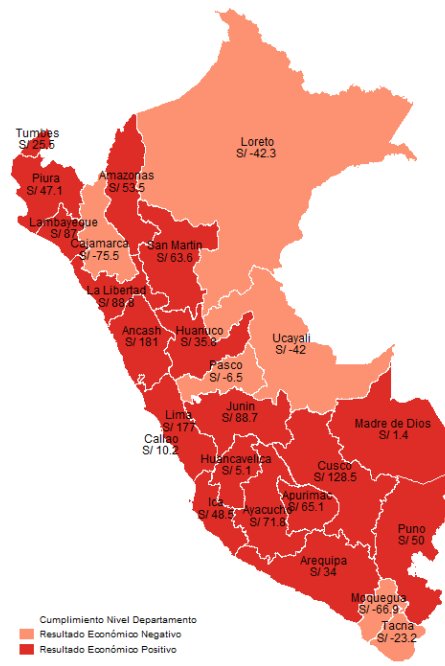 Loreto
S/ -42.3
Tumbes
S/ 25.5
Piura
S/ 47.1
Amazonas
S/ 53.5
Lambayeque
S/ 87
Cajamarca
S/ -75.5
San Martin
S/ 63.6
La Libertad
S/ 88.8
Ancash
S/ 181
Huanuco
S/ 35.8
Ucayali
S/ -42
Pasco
S/ -6.5
Lima
S/ 177
Junin
S/ 88.7
Madre de Dios
S/ 1.4
Callao
S/ 10.2
Huancavelica
S/ 5.1
Cusco
S/ 128.5
Ica
S/ 48.5
Ayacucho
S/ 71.8
Apurimac
S/ 65.1
Puno
S/ 50
Arequipa
S/ 34
Moquegua
S/ -66.9
Tacna
S/ -23.2
Cumplimiento Nivel Departamento
Resultado Económico Negativo
Resultado Económico Positivo